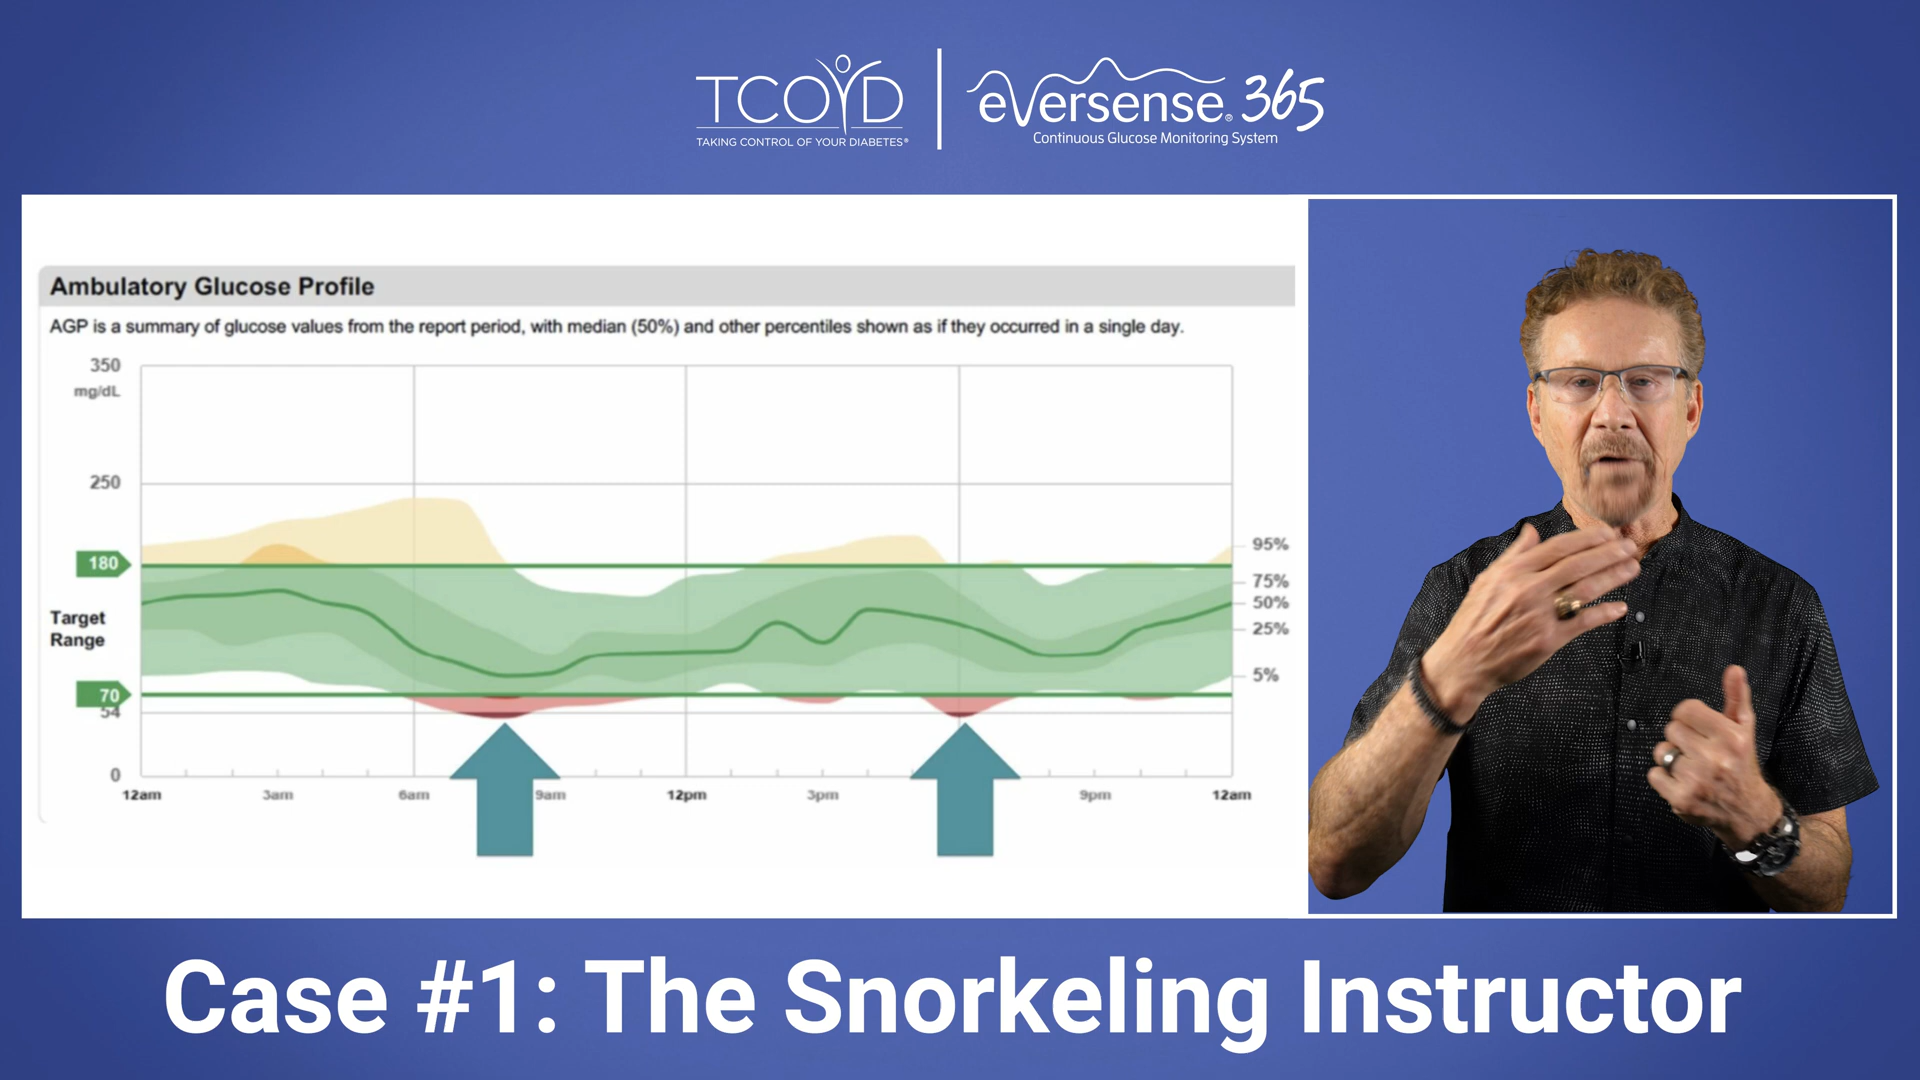 TCOYD
TAKING CONTROL OF YOUR DIABETES®
eversense® 365
Continuous Glucose Monitoring System
Ambulatory Glucose Profile
AGP is a summary of glucose values from the report period, with median (50%) and other percentiles shown as if they occurred in a single day.
350
mg/dL
250
180
Target
Range
70
54
0
95%
75%
50%
25%
5%
12am 3am 6am 9am 12pm 3pm 9pm 12am
Case #1: The Snorkeling Instructor